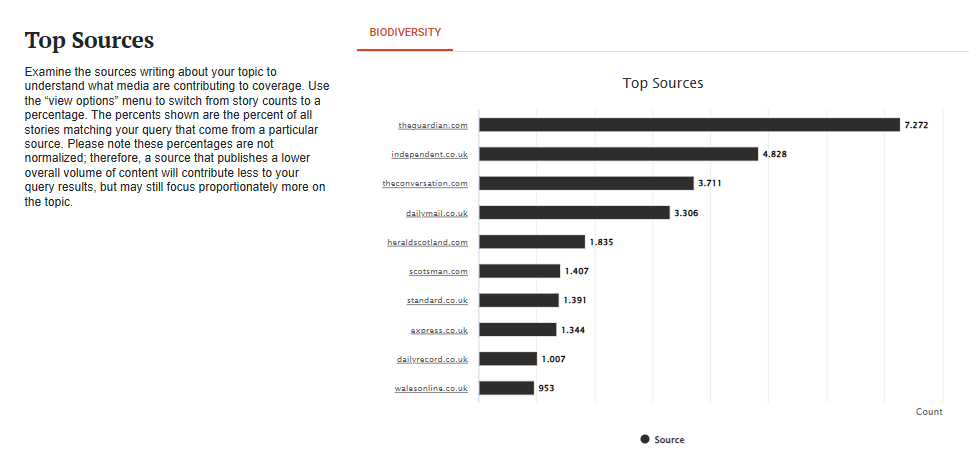 Top Sources
Examine the sources writing about your topic to
understand what media are contributing to coverage. Use
the “view options” menu to switch from story counts to a
percentage. The percents shown are the percent of all
stories matching your query that come from a particular
source. Please note these percentages are not
normalized; therefore, a source that publishes a lower
overall volume of content will contribute less to your
query results, but may still focus proportionately more on
the topic.
BIODIVERSITY
Top Sources
theguardian.com 7.272
independent.co.uk 4.828
theconversation.com 3.711
dailymail.co.uk 3.306
heraldscotland.com 1.835
scotsman.com 1.407
standard.co.uk 1.391
express.co.uk 1.344
dailyrecord.co.uk 1.007
walesonline.co.uk 953
Count
Source